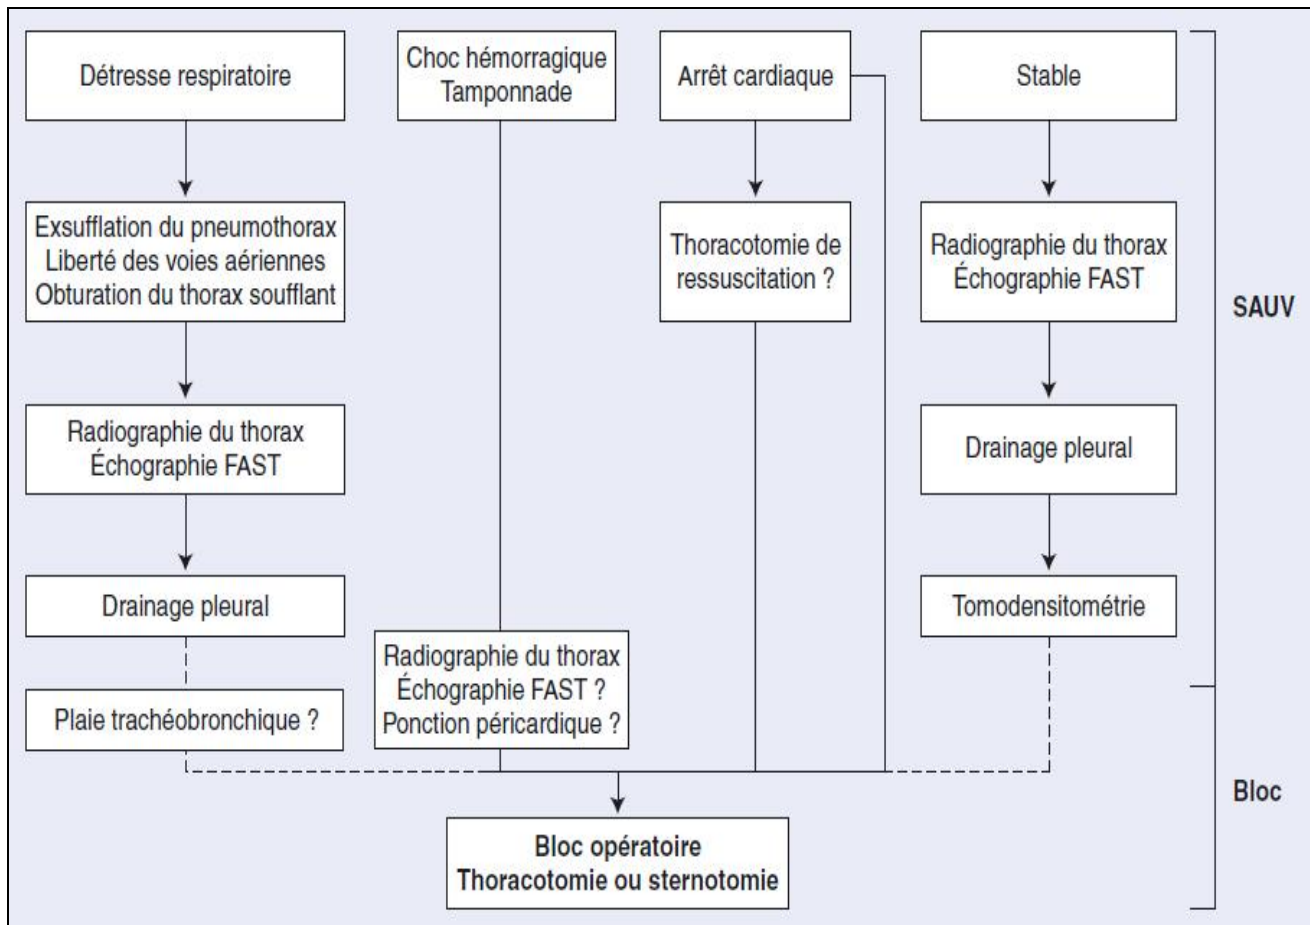 Détresse respiratoire
Choc hémorragique
Tamponnade
Arrêt cardiaque
Stable
Exsufflation du pneumothorax
Liberté des voies aériennes
Obturation du thorax soufflant
Thoracotomie de
ressuscitation ?
Radiographie du thorax
Échographie FAST
SAUV
Radiographie du thorax
Échographie FAST
Drainage pleural
Drainage pleural
Tomodensitométrie
Radiographie du thorax
Échographie FAST ?
Ponction péricardique ?
Plaie trachéobronchique ?
Bloc
Bloc opératoire
Thoracotomie ou sternotomie